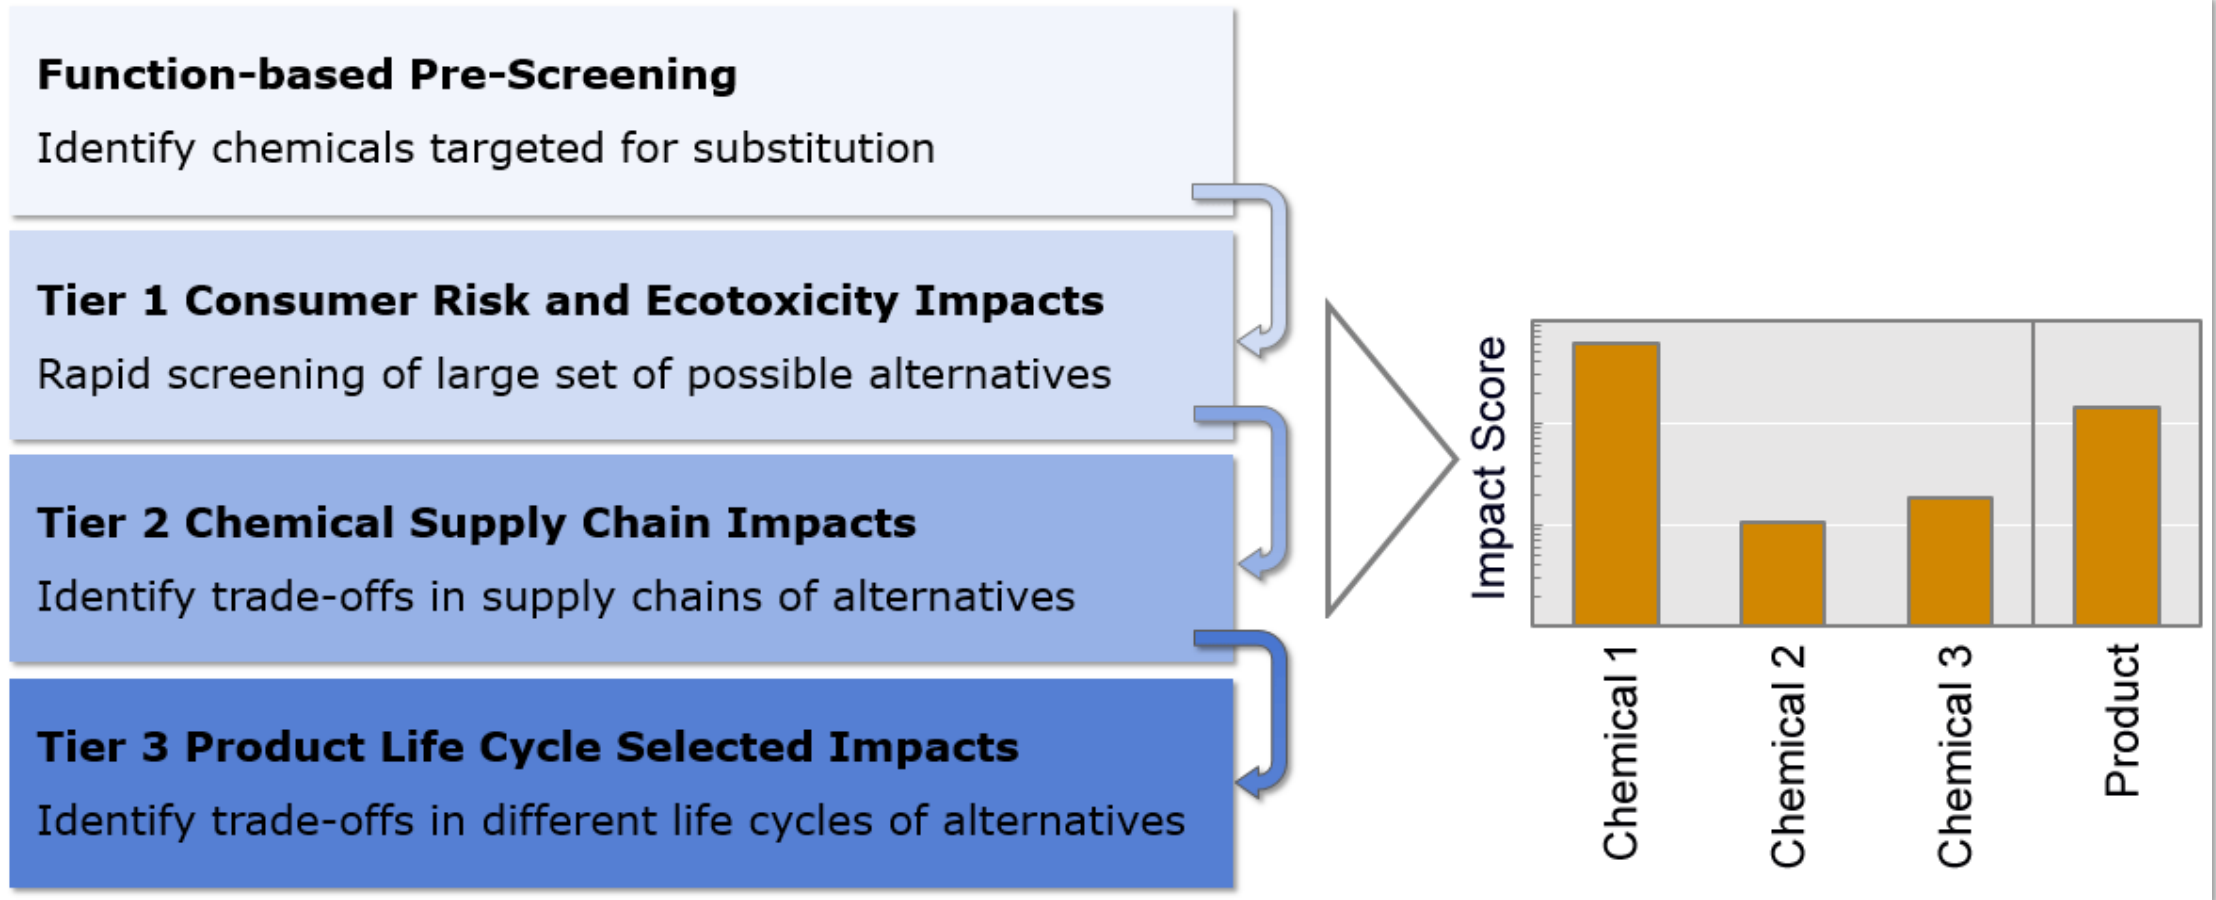 Function-based Pre-Screening
Identify chemicals targeted for substitution
Tier 1 Consumer Risk and Ecotoxicity Impacts
Rapid screening of large set of possible alternatives
Tier 2 Chemical Supply Chain Impacts
Identify trade-offs in supply chains of alternatives
Tier 3 Product Life Cycle Selected Impacts
Identify trade-offs in different life cycles of alternatives
Impact Score
Chemical 1
Chemical 2
Chemical 3
Product